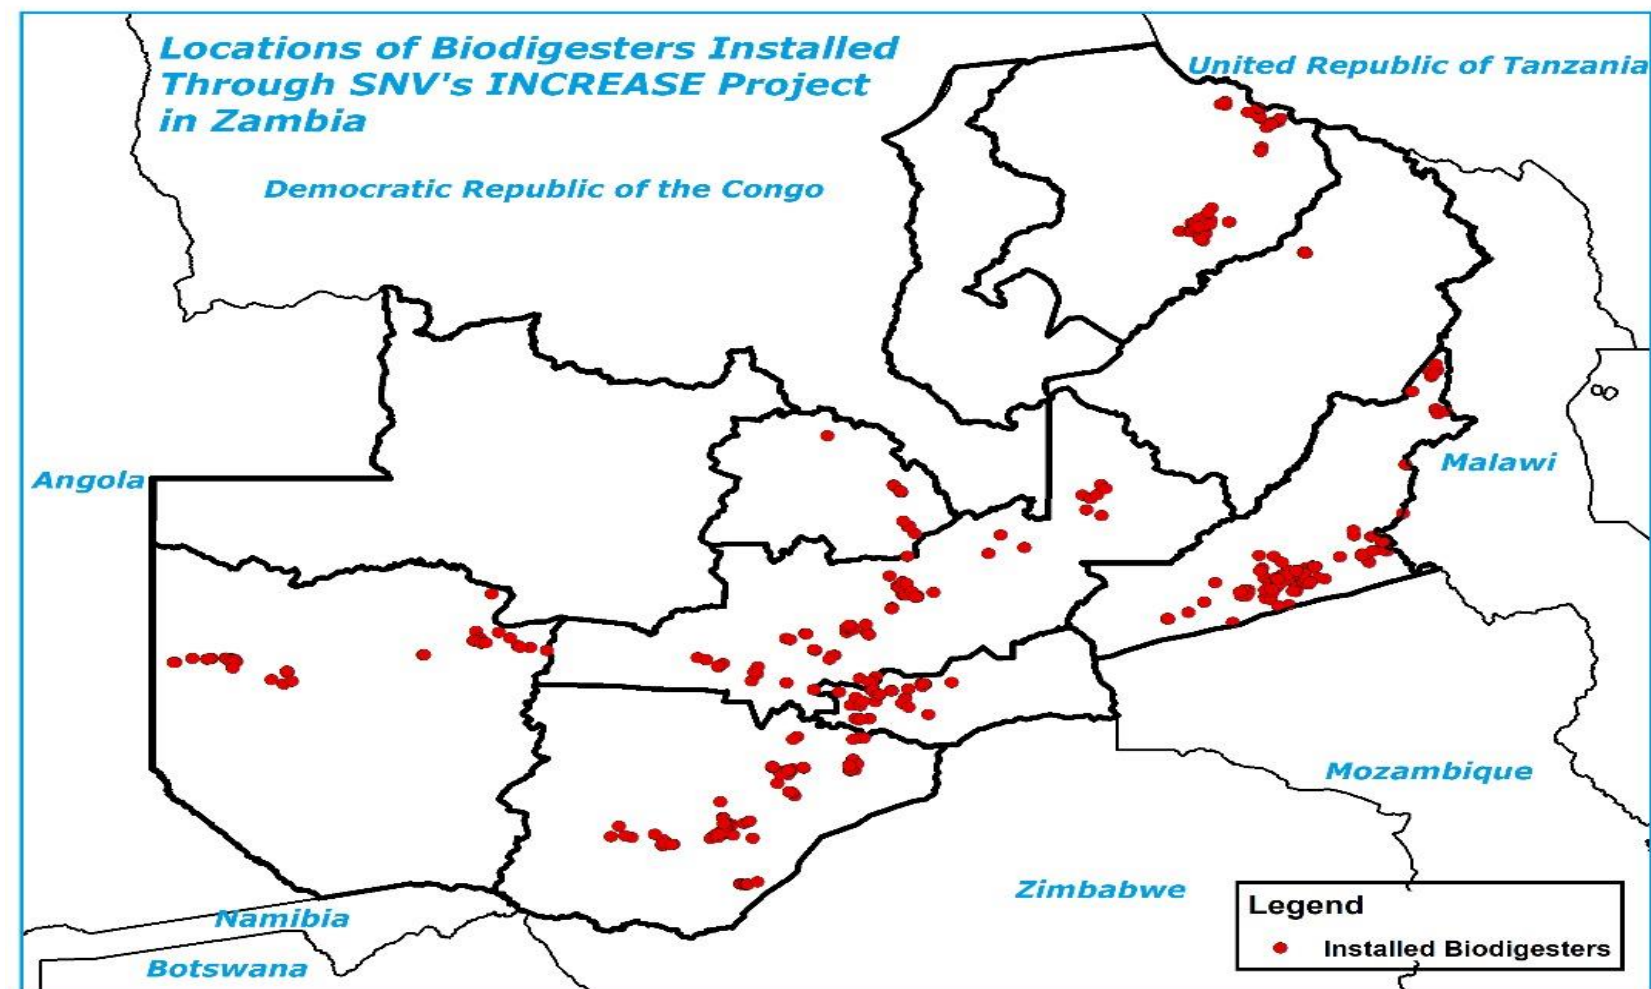 Locations of Biodigesters Installed
Through SNV's INCREASE Project
in Zambia
United Republic of Tanzania
Democratic Republic of the Congo
Angola
Malawi
Mozambique
Zimbabwe
Namibia
Botswana
Legend
Installed Biodigesters